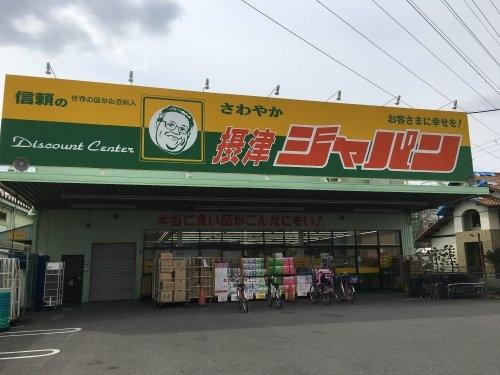 信頼の 世界の国から直輸入
Discount Center
さわやか
摂津 ジャパン
お客さまに幸せを!
本当に良い品がこんなに安い!